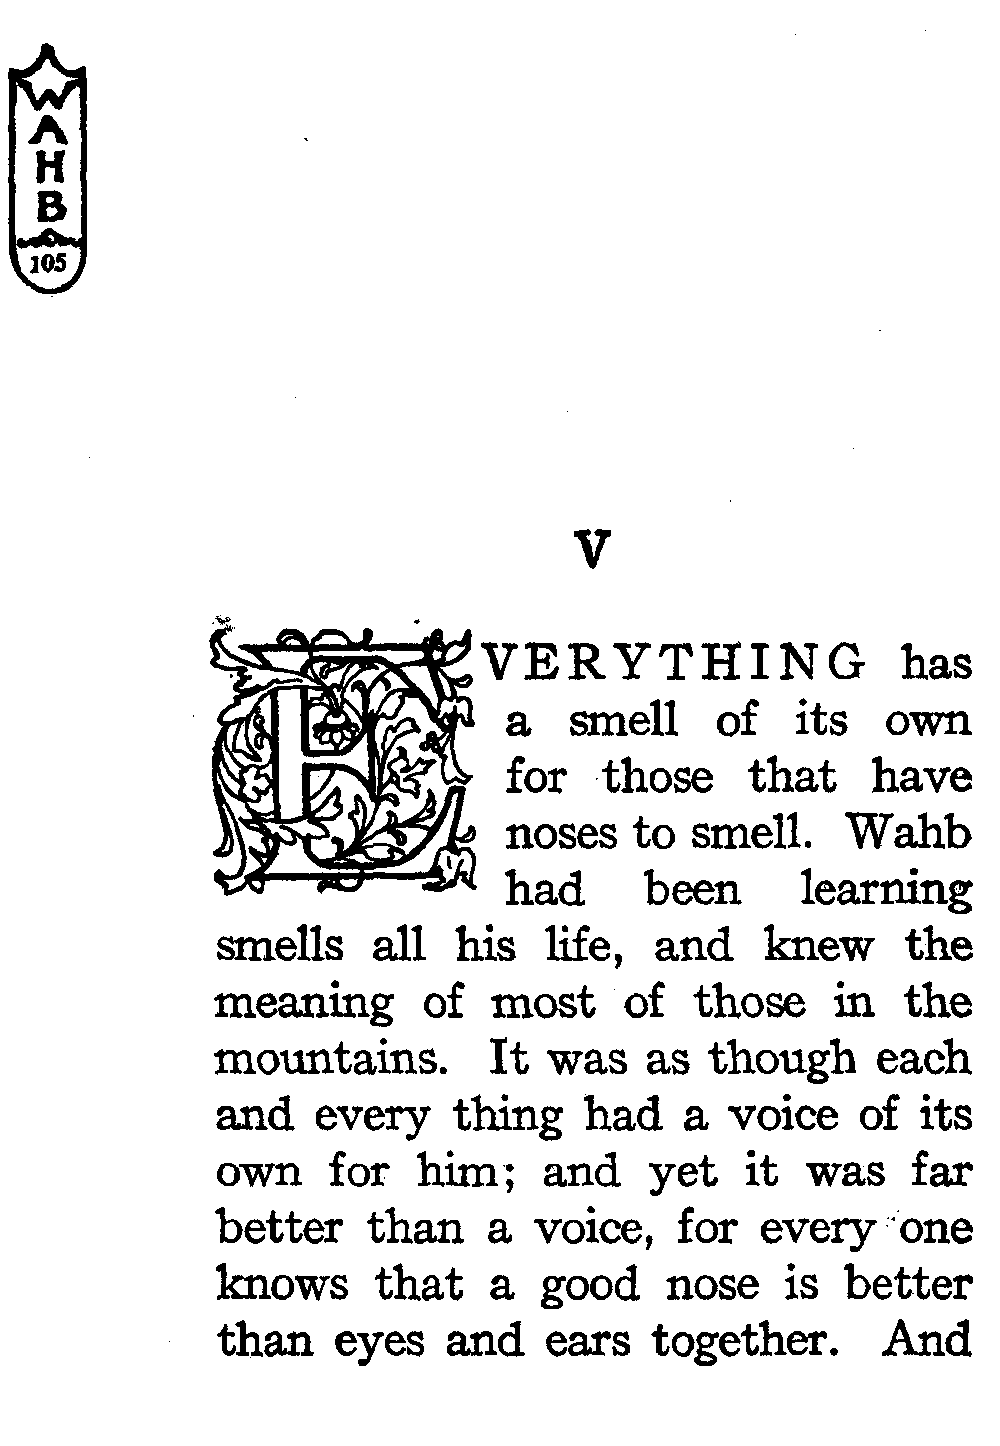 WAHB
105
V
EVERYTHING has
a smell of its own
for those that have
noses to smell. Wahb
had been learning
smells all his life, and knew the
meaning of most of those in the
mountains. It was as though each
and every thing had a voice of its
own for him; and yet it was far
better than a voice, for every one
knows that a good nose is better
than eyes and ears together. And